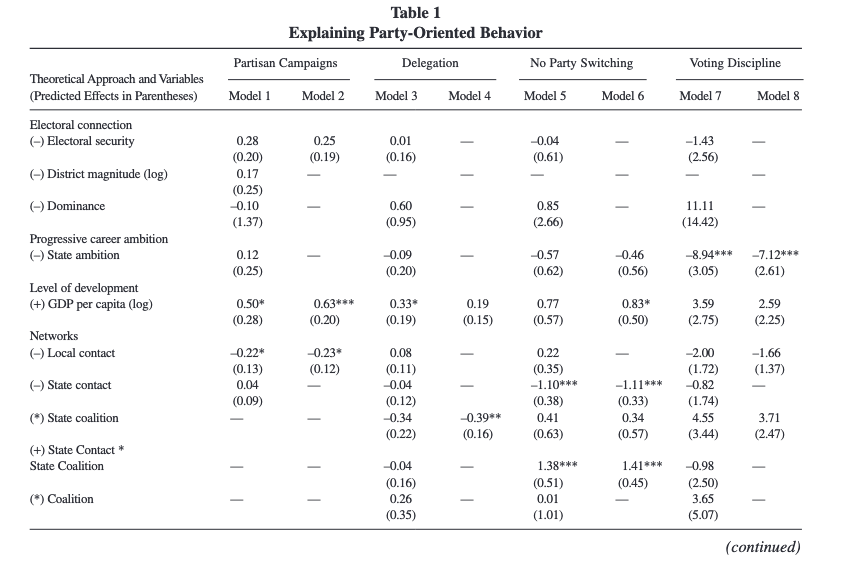 Table 1
Explaining Party-Oriented Behavior
Partisan Campaigns Delegation No Party Switching Voting Discipline
Theoretical Approach and Variables
(Predicted Effects in Parentheses) Model 1 Model 2 Model 3 Model 4 Model 5 Model 6 Model 7 Model 8
Electoral connection
(–) Electoral security 0.28 0.25 0.01 — –0.04 — –1.43 —
(0.20) (0.19) (0.16) (0.61) (2.56)
(–) District magnitude (log) 0.17 — — — — — — —
(0.25)
(–) Dominance –0.10 — 0.60 — 0.85 — 11.11 —
(1.37) (0.95) (2.66) (14.42)
Progressive career ambition
(–) State ambition 0.12 — –0.09 — –0.57 –0.46 –8.94*** –7.12***
(0.25) (0.20) (0.62) (0.56) (3.05) (2.61)
Level of development
(+) GDP per capita (log) 0.50* 0.63*** 0.33* 0.19 0.77 0.83* 3.59 2.59
(0.28) (0.20) (0.19) (0.15) (0.57) (0.50) (2.75) (2.25)
Networks
(–) Local contact –0.22* –0.23* 0.08 — 0.22 — –2.00 –1.66
(0.13) (0.12) (0.11) (0.35) (1.72) (1.37)
(–) State contact 0.04 — –0.04 — –1.10*** –1.11*** –0.82 —
(0.09) (0.12) (0.38) (0.33) (1.74)
(*) State coalition — — –0.34 –0.39** 0.41 0.34 4.55 3.71
(0.22) (0.16) (0.63) (0.57) (3.44) (2.47)
(+) State Contact *
State Coalition — — –0.04 — 1.38*** 1.41*** –0.98 —
(0.16) (0.51) (0.45) (2.50)
(*) Coalition — — 0.26 — 0.01 — 3.65 —
(0.35) (1.01) (5.07)
(continued)